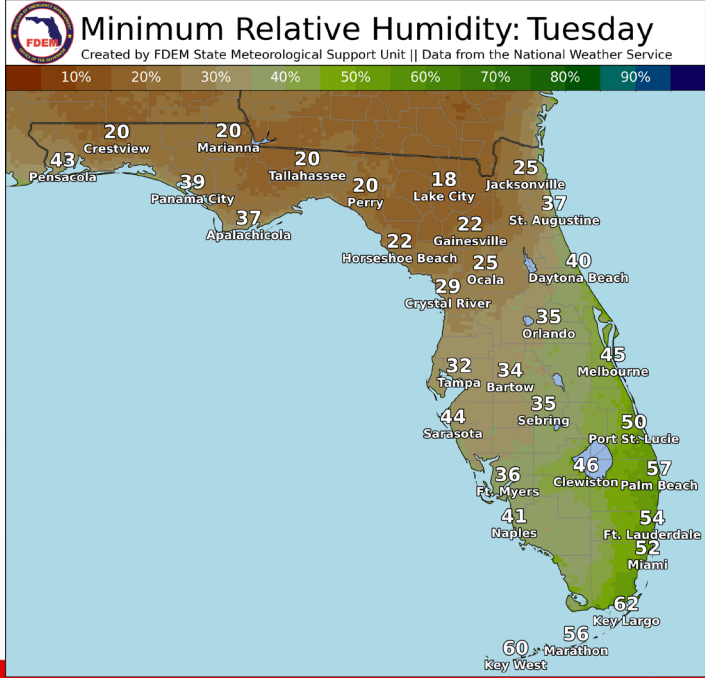 Minimum Relative Humidity: Tuesday
Created by FDEM State Meteorological Support Unit || Data from the National Weather Service
FDEM
10% 20% 30% 40% 50% 60% 70% 80% 90%
20
Crestview
20
Marianna
43
Pensacola
20
Tallahassee
39
Panama City
20
Perry
18
Lake City
25
Jacksonville
37
Apalachicola
37
St. Augustine
22
Gainesville
22
Horseshoe Beach
25
Ocala
40
Daytona Beach
29
Crystal River
35
Orlando
45
Melbourne
32
Tampa
34
Bartow
35
Sebring
44
Sarasota
50
Port St. Lucie
46
Clewiston
57
Palm Beach
36
Ft. Myers
41
Naples
54
Ft. Lauderdale
52
Miami
62
Key Largo
56
Marathon
60
Key West